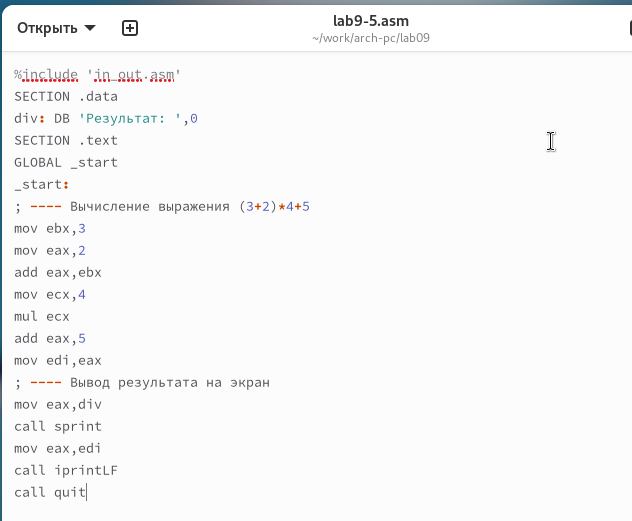 Открыть
lab9-5.asm
~/work/arch-pc/lab09
%include 'in_out.asm'
SECTION .data
div: DB 'Результат: ',0
SECTION .text
GLOBAL _start
_start:
; ---- Вычисление выражения (3+2)*4+5
mov ebx,3
mov eax,2
add eax,ebx
mov ecx,4
mul ecx
add eax,5
mov edi,eax
; ---- Вывод результата на экран
mov eax,div
call sprint
mov eax,edi
call iprintLF
call quit